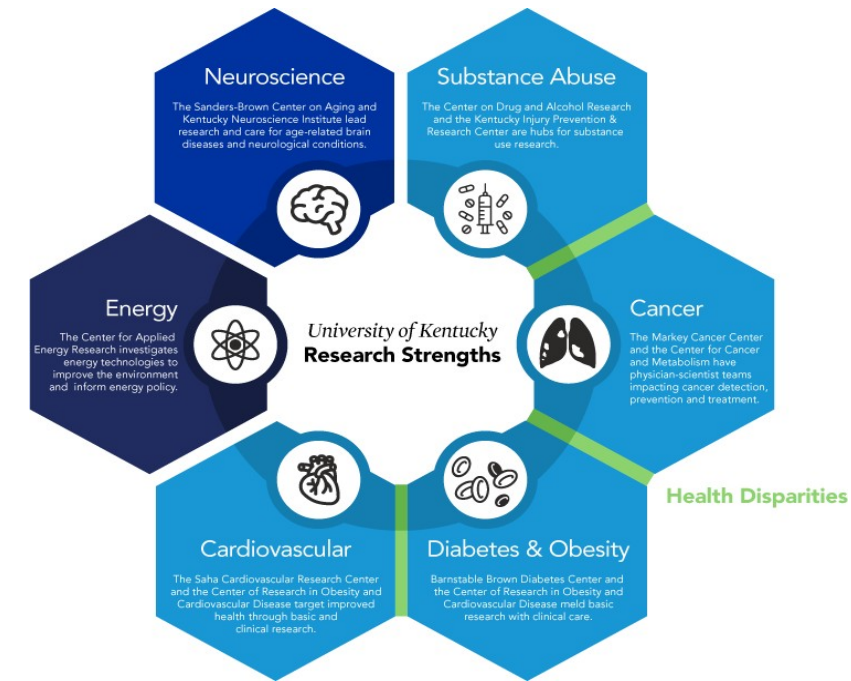 Neuroscience
The Sanders-Brown Center on Aging and
Kentucky Neuroscience Institute lead
research and care for age-related brain
diseases and neurological conditions.
Substance Abuse
The Center on Drug and Alcohol Research
and the Kentucky Injury Prevention &
Research Center are hubs for substance
use research.
Energy
The Center for Applied
Energy Research investigates
energy technologies to
improve the environment
and inform energy policy.
University of Kentucky
Research Strengths
Cancer
The Markey Cancer Center
and the Center for Cancer
and Metabolism have
physician-scientist teams
impacting cancer detection,
prevention and treatment.
Health Disparities
Cardiovascular
The Saha Cardiovascular Research Center
and the Center of Research in Obesity and
Cardiovascular Disease target improved
health through basic and
clinical research.
Diabetes & Obesity
Barnstable Brown Diabetes Center and
the Center of Research in Obesity and
Cardiovascular Disease meld basic
research with clinical care.